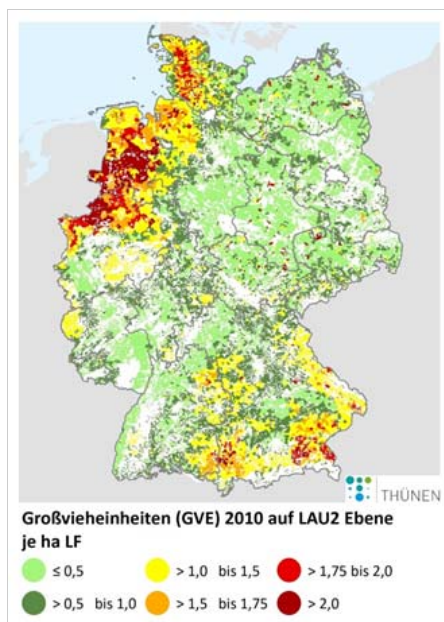 THÜNEN
Großvieheinheiten (GVE) 2010 auf LAU2 Ebene
je ha LF
≤ 0,5 > 1,0 bis 1,5 > 1,75 bis 2,0
> 0,5 bis 1,0 > 1,5 bis 1,75 > 2,0